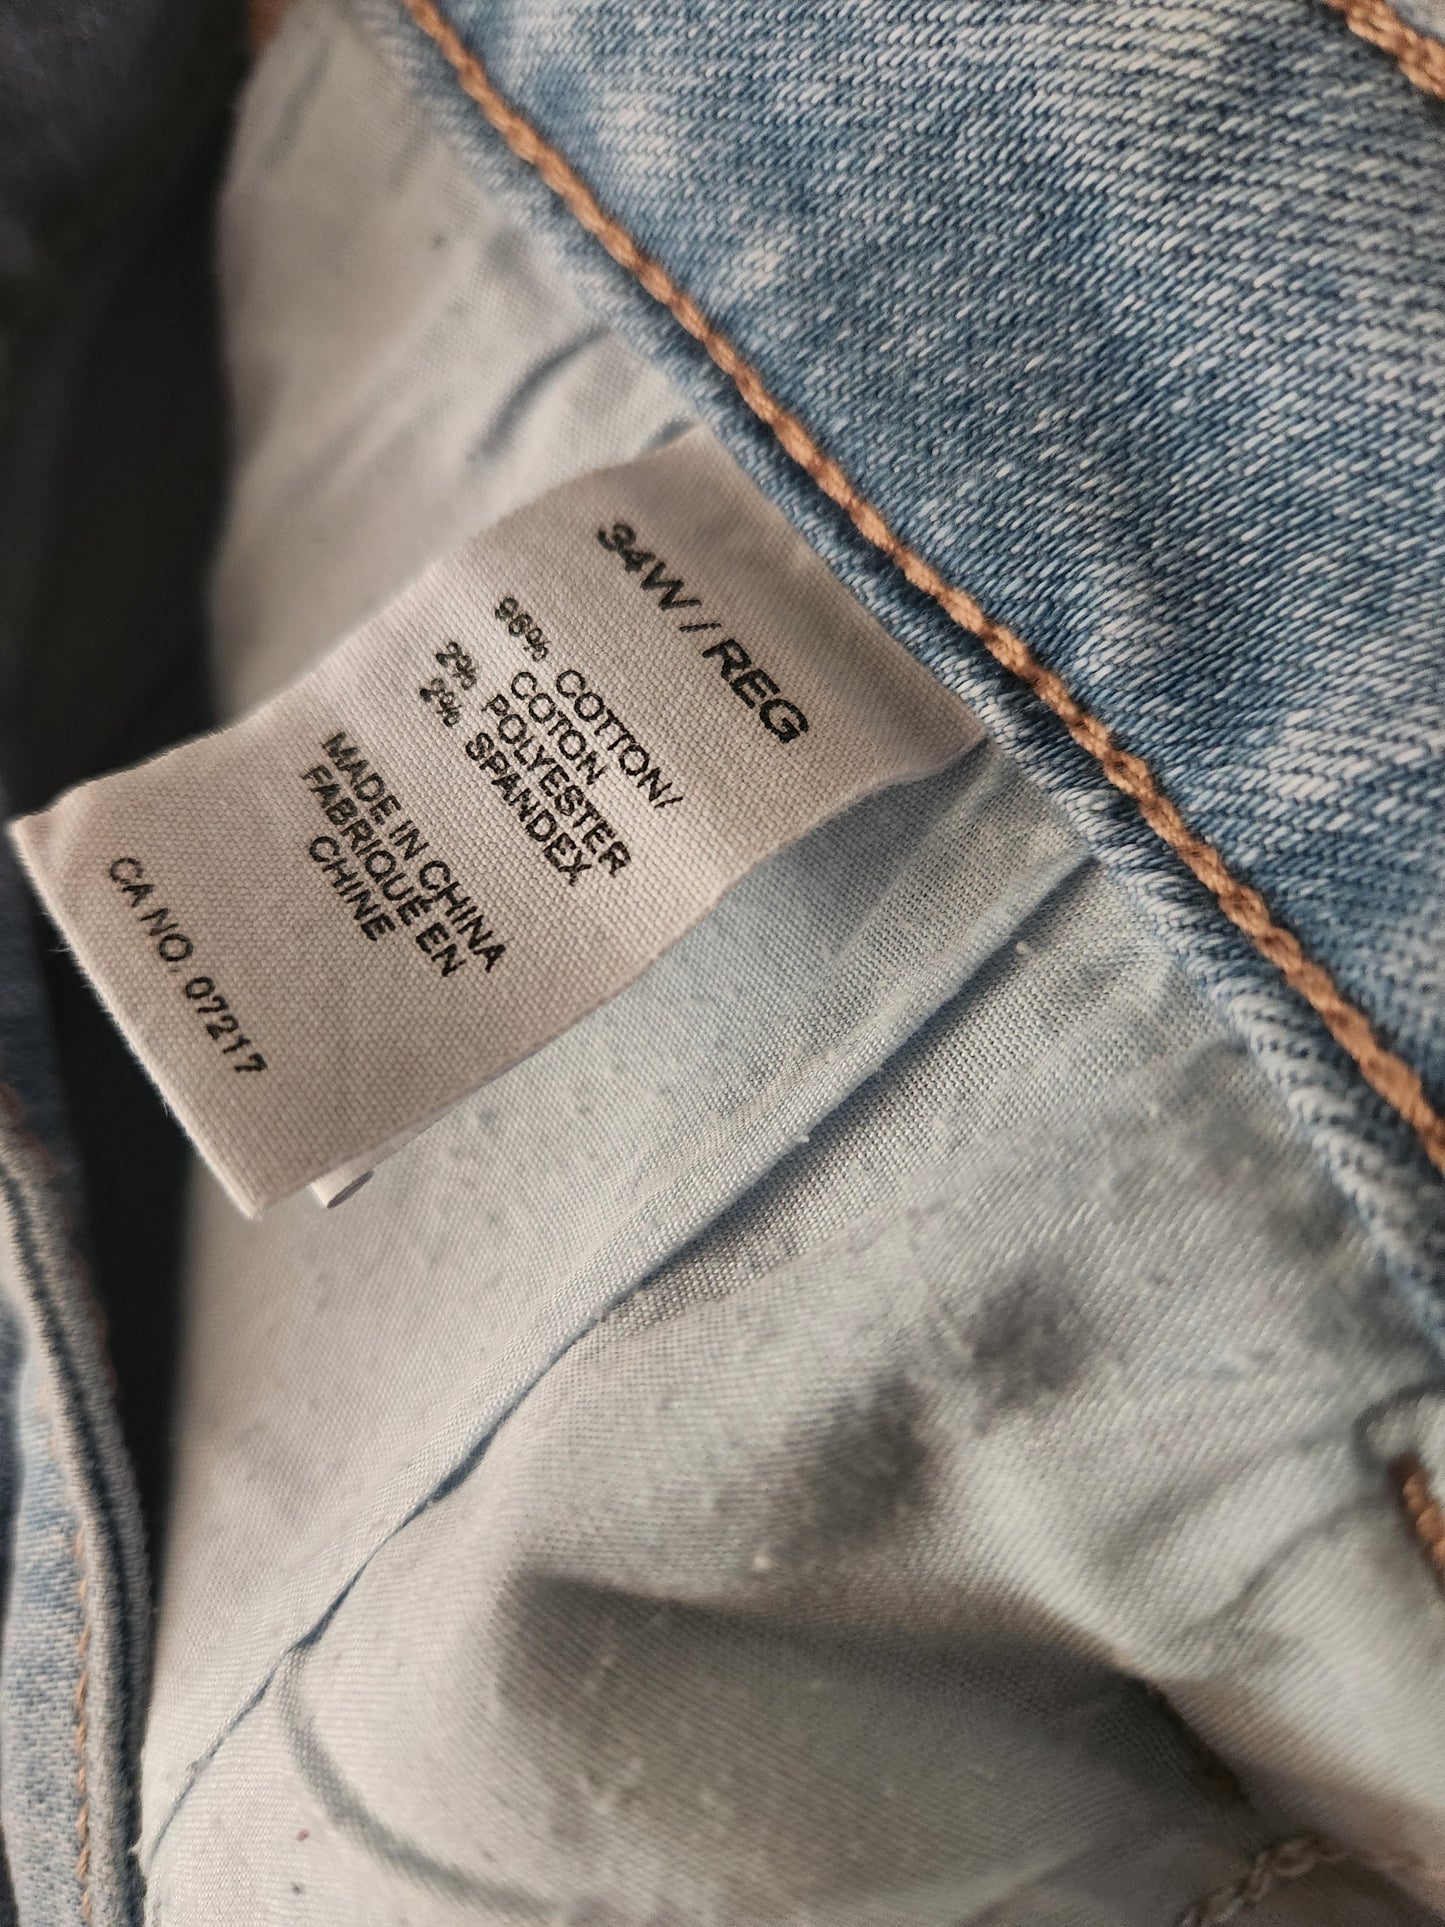 34W / REG
96% COTTON/
COTON
2% POLYESTER
2% SPANDEX
MADE IN CHINA
FABRIQUÉ EN
CHINE
CA NO. 07217